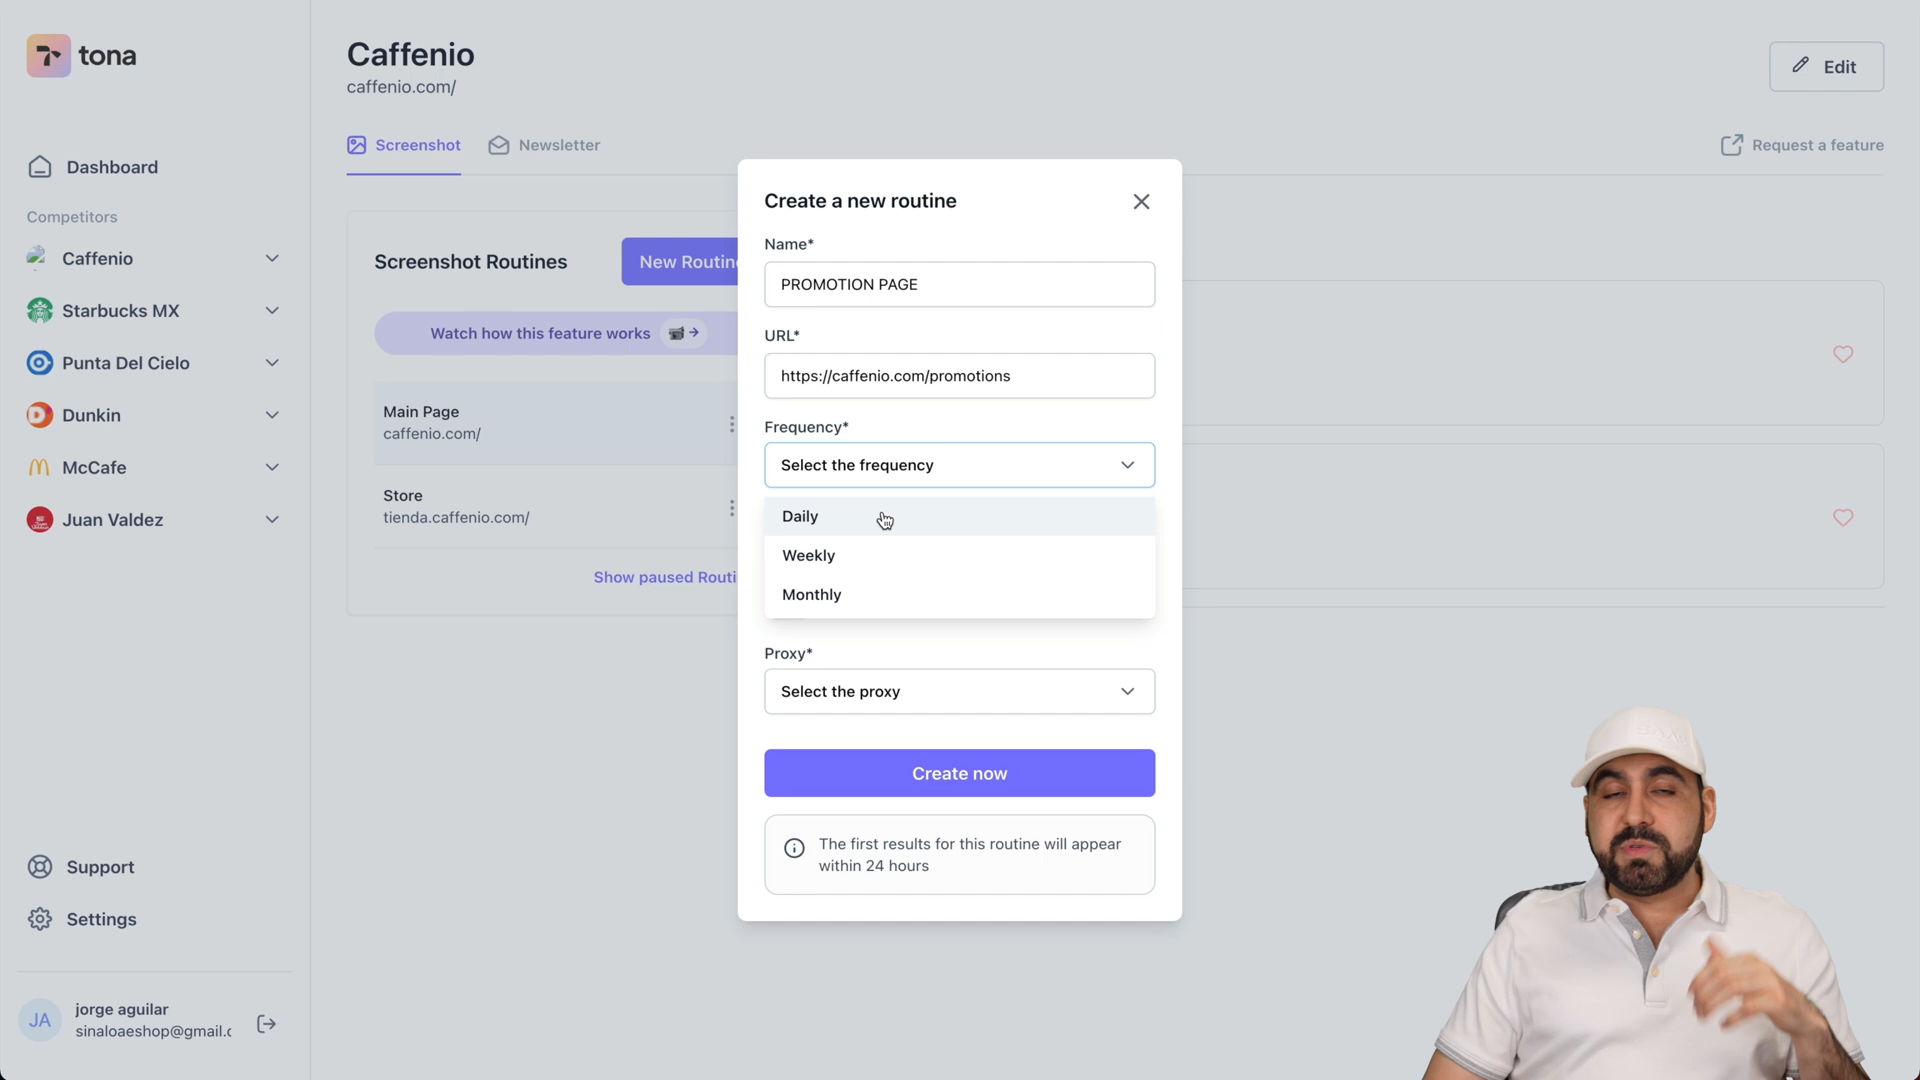 tona
Dashboard
Competitors
Caffenio
Starbucks MX
Punta Del Cielo
Dunkin
McCafe
Juan Valdez
Support
Settings
JA
jorge aguilar
sinaloaeshop@gmail.c
Caffenio
caffenio.com/
Edit
Screenshot
Newsletter
Request a feature
Screenshot Routines
New Routin
Watch how this feature works
Main Page
caffenio.com/
Store
tienda.caffenio.com/
Show paused Routi
Create a new routine
Name*
PROMOTION PAGE
URL*
https://caffenio.com/promotions
Frequency*
Select the frequency
Daily
Weekly
Monthly
Proxy*
Select the proxy
Create now
The first results for this routine will appear
within 24 hours